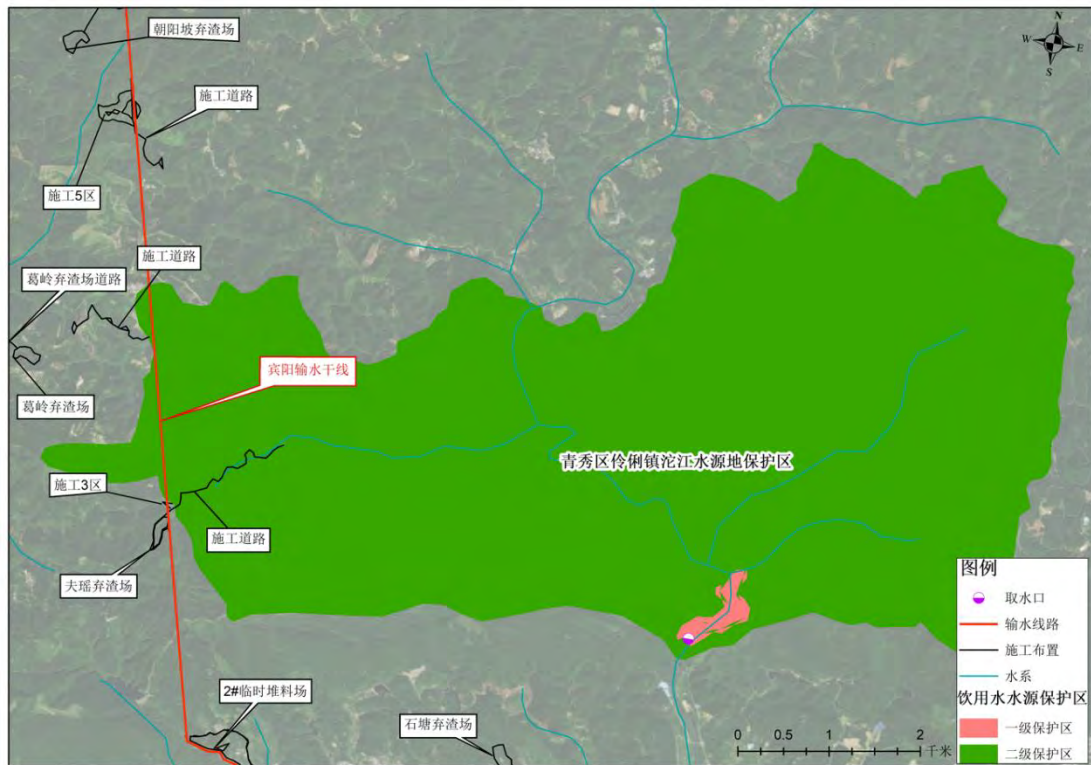 朝阳坡弃渣场
N
W
E
S
施工道路
施工5区
施工道路
葛岭弃渣场道路
宾阳输水干线
葛岭弃渣场
青秀区伶俐镇沱江水源地保护区
施工3区
施工道路
夫瑶弃渣场
图例
取水口
输水线路
施工布置
水系
饮用水水源保护区
一级保护区
二级保护区
2#临时堆料场
石塘弃渣场
0 0.5 1 2
千米